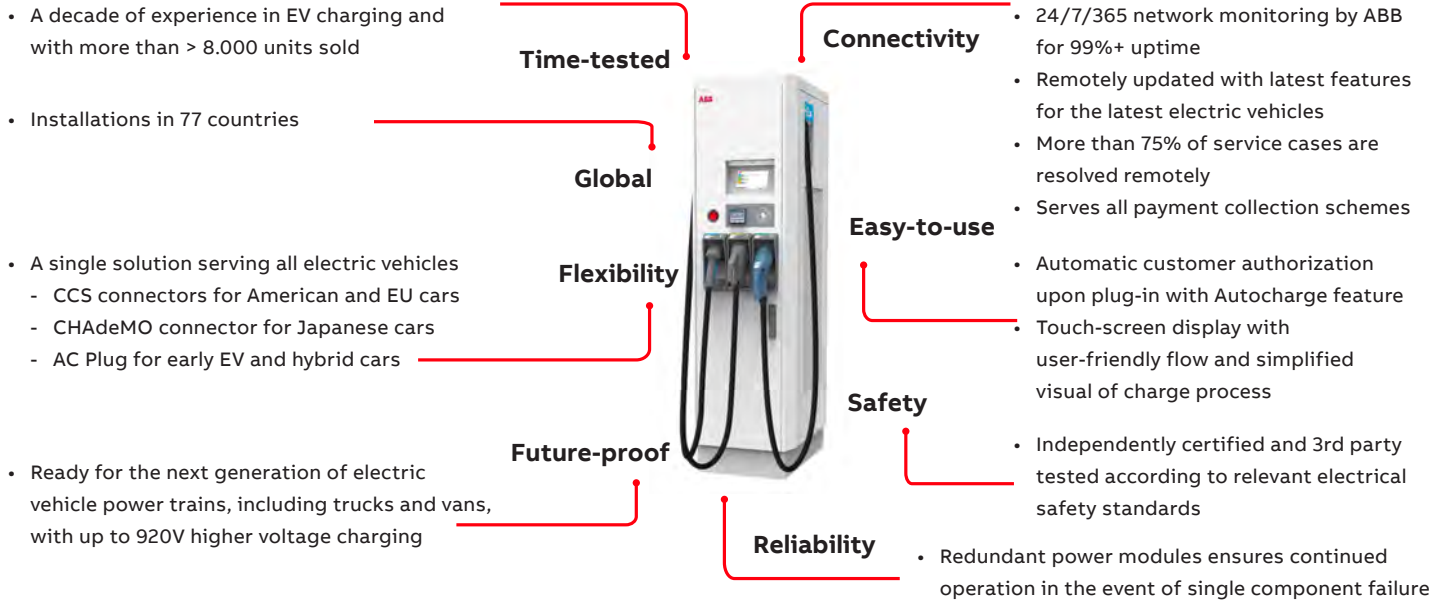 • A decade of experience in EV charging and
with more than > 8.000 units sold
Time-tested
• Installations in 77 countries
Global
• A single solution serving all electric vehicles
- CCS connectors for American and EU cars
- CHAdeMO connector for Japanese cars
- AC Plug for early EV and hybrid cars
Flexibility
• Ready for the next generation of electric
vehicle power trains, including trucks and vans,
with up to 920V higher voltage charging
Future-proof
ABB
Connectivity
• 24/7/365 network monitoring by ABB
for 99%+ uptime
• Remotely updated with latest features
for the latest electric vehicles
• More than 75% of service cases are
resolved remotely
• Serves all payment collection schemes
Easy-to-use
• Automatic customer authorization
upon plug-in with Autocharge feature
• Touch-screen display with
user-friendly flow and simplified
visual of charge process
Safety
• Independently certified and 3rd party
tested according to relevant electrical
safety standards
Reliability
• Redundant power modules ensures continued
operation in the event of single component failure